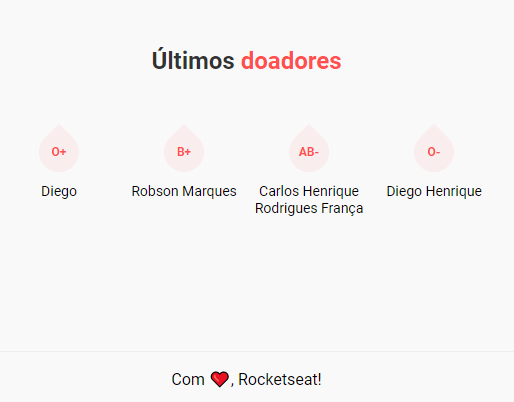 Últimos doadores
O+ B+ AB- O-
Diego Robson Marques Carlos Henrique Diego Henrique
Rodrigues França
Com ❤️, Rocketseat!